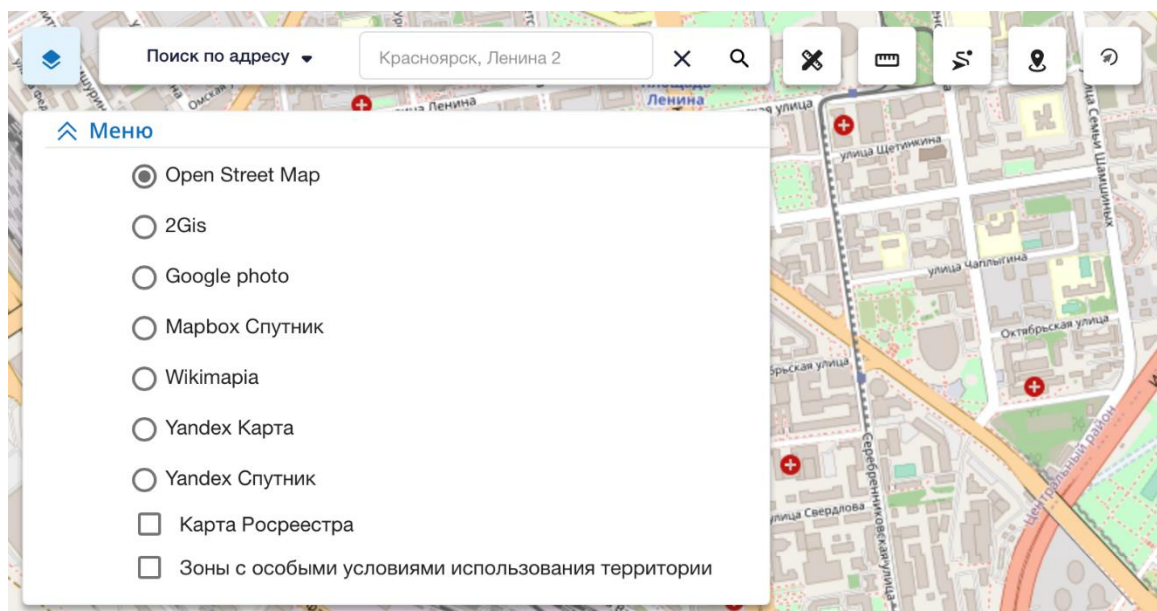 Поиск по адресу
Красноярск, Ленина 2
Омская
Ленина
Ленина
улица
улица Семьи Шамшиных
Меню
улица Щетинкина
Open Street Map
2Gis
Google photo
улица Чаплыгина
Mapbox Спутник
Октябрьская улица
Wikimapia
Yandex Карта
Серебренниковская улица
Центральный район
Yandex Спутник
улица Свердлова
Карта Росреестра
Зоны с особыми условиями использования территории